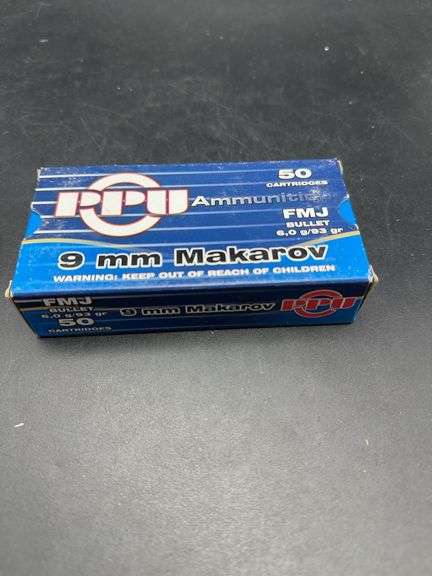 50
CARTRIDGES
PPU Ammunition
FMJ
BULLET
6,0 g/93 gr
9 mm Makarov
WARNING: KEEP OUT OF REACH OF CHILDREN
FMJ
BULLET
6,0 g/93 gr
50
CARTRIDGES
9 mm Makarov
PPU